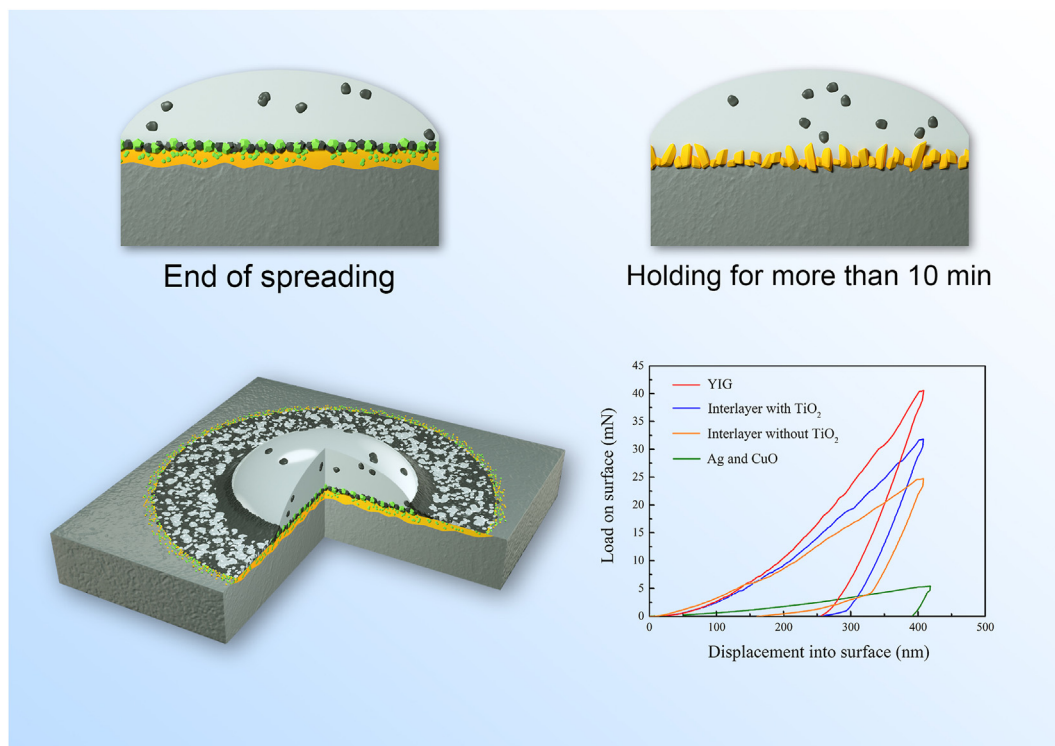 End of spreading
Holding for more than 10 min
45
40
35
30
25
20
15
10
5
0
Load on surface (mN)
YIG
Interlayer with TiO₂
Interlayer without TiO₂
Ag and CuO
0 100 200 300 400 500
Displacement into surface (nm)